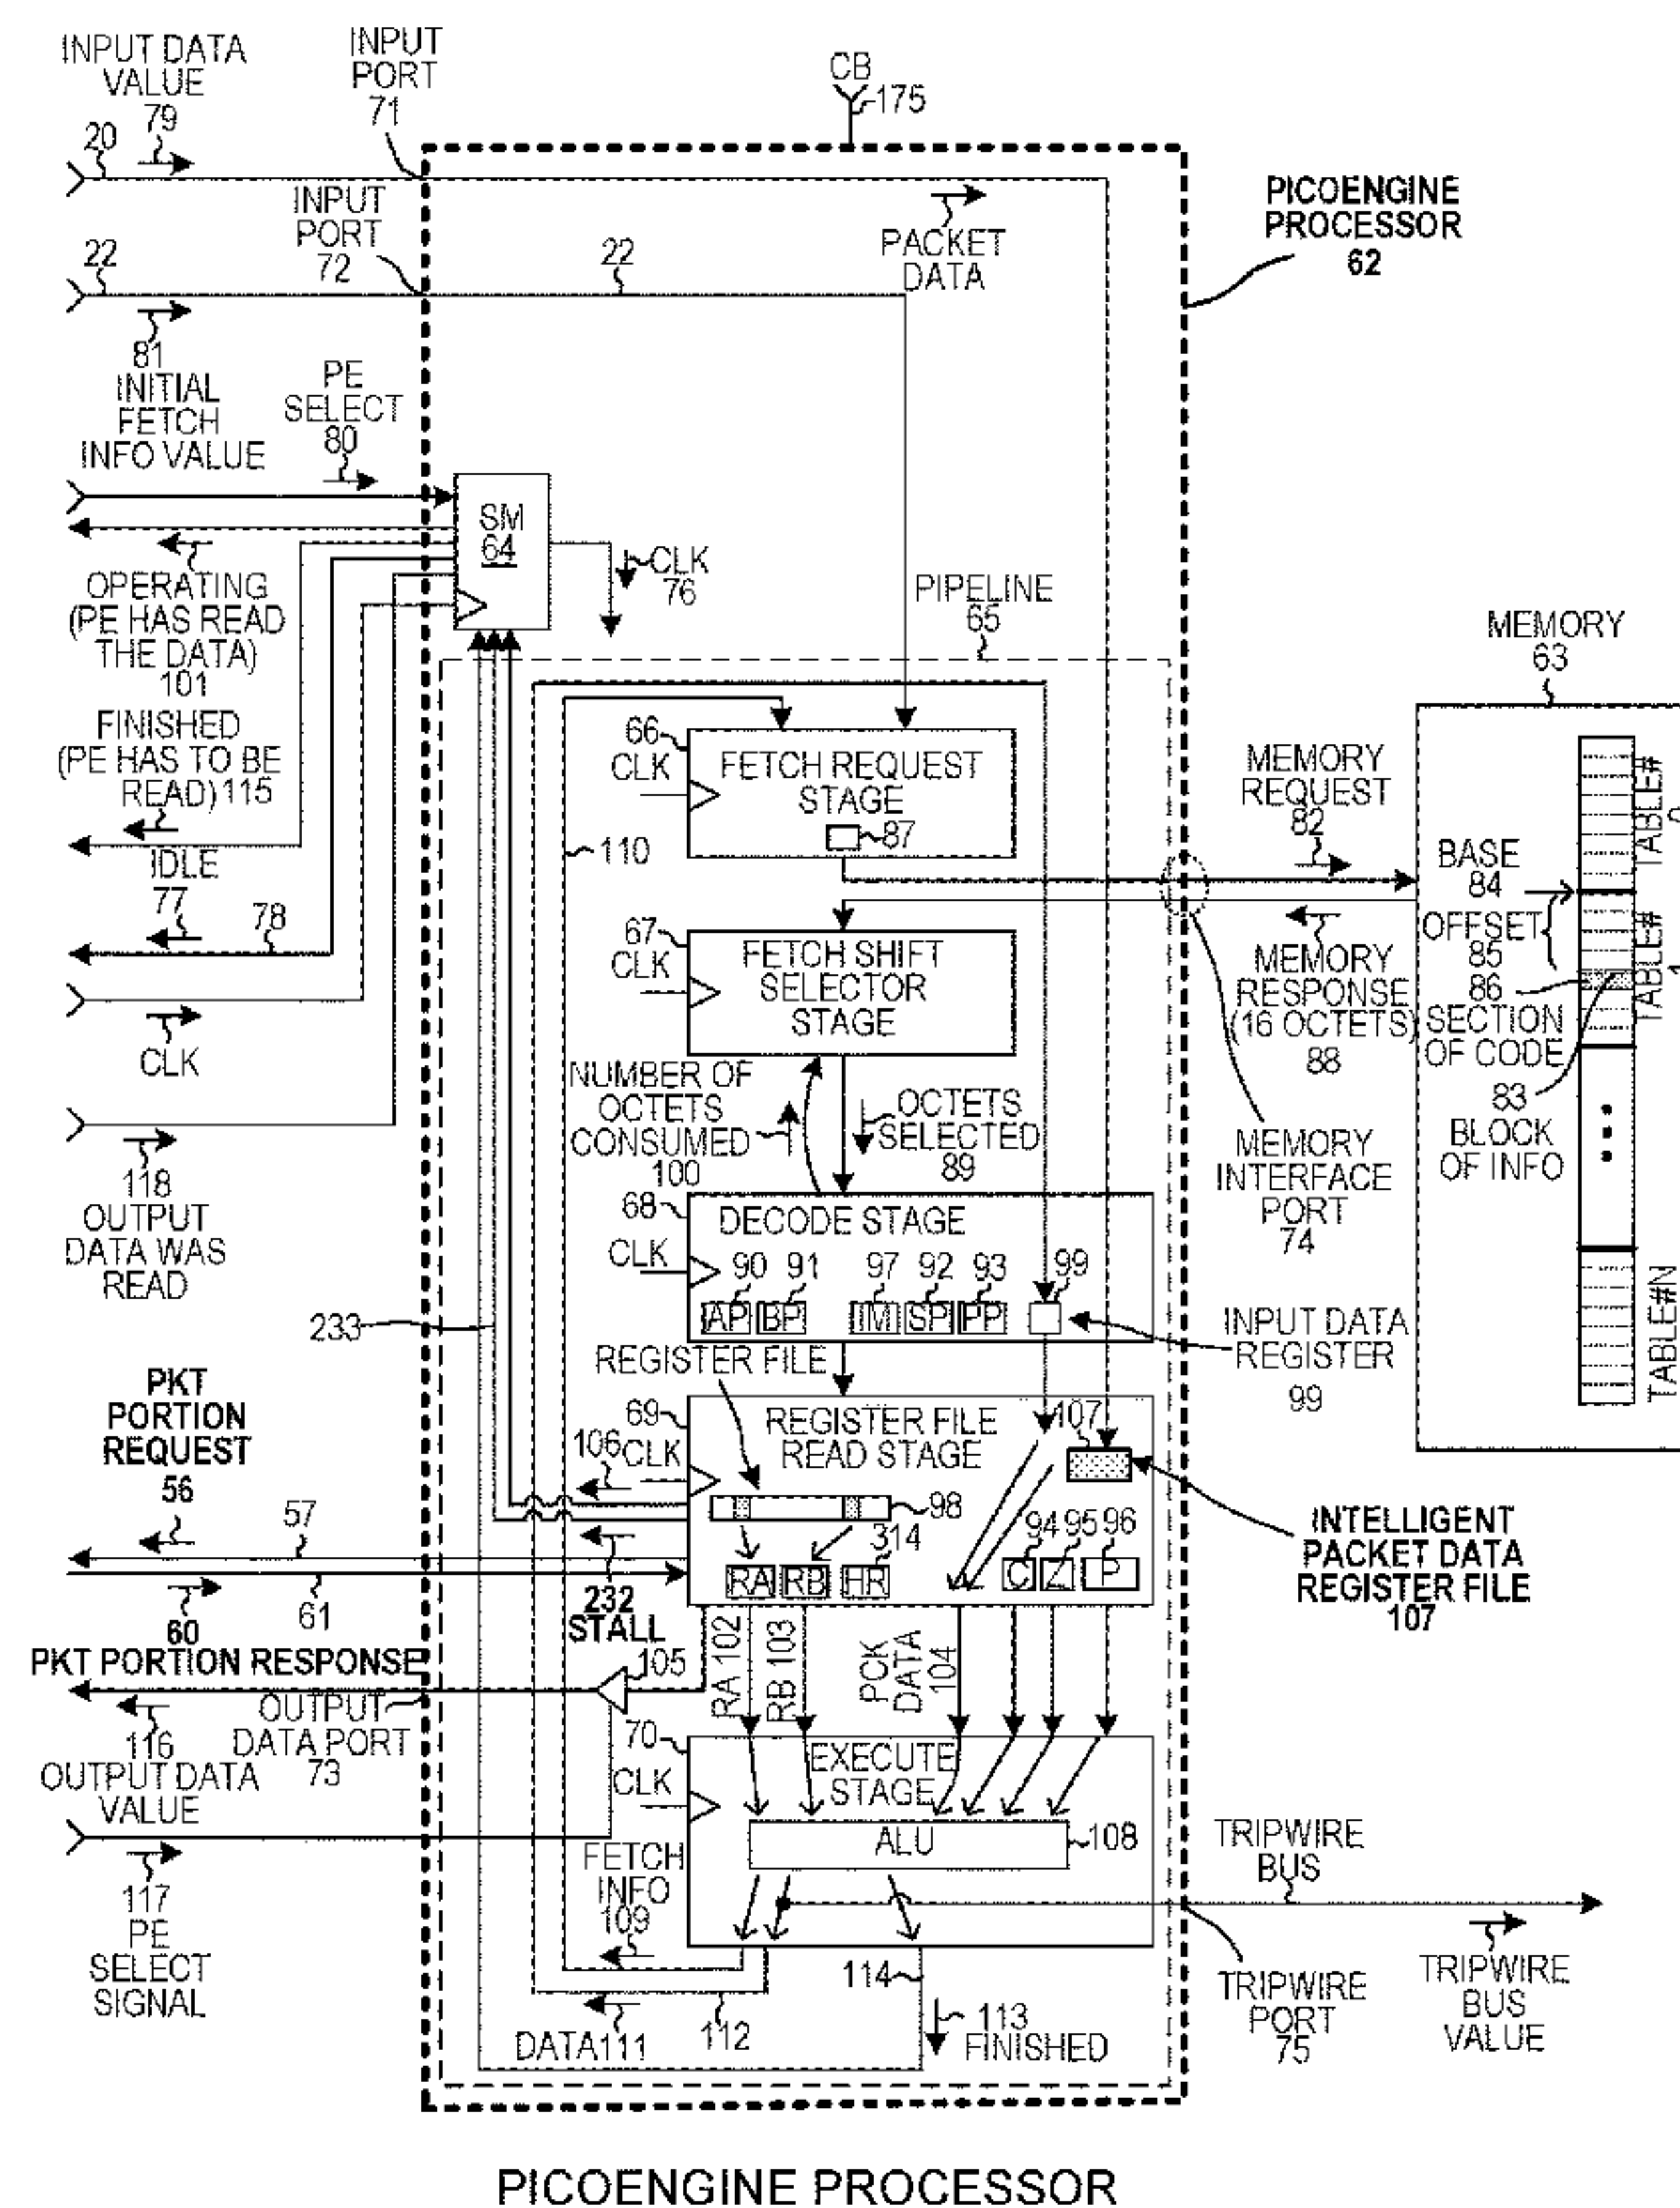 INPUT DATA
VALUE
79
INPUT
PORT
71
CB
175
20
INPUT
PORT
72
PACKET
DATA
PICOENGINE
PROCESSOR
62
22
22
81
INITIAL
FETCH
INFO VALUE
PE
SELECT
80
SM
64
CLK
76
OPERATING
(PE HAS READ
THE DATA)
101
PIPELINE
65
MEMORY
63
FINISHED
(PE HAS TO BE
READ) 115
66
CLK
FETCH REQUEST
STAGE
87
110
MEMORY
REQUEST
82
TABLE#
BASE
84
IDLE
77
78
OFFSET
85
86
SECTION
OF CODE
83
BLOCK
OF INFO
TABLE#
1
67
CLK
FETCH SHIFT
SELECTOR
STAGE
MEMORY
RESPONSE
(16 OCTETS)
88
CLK
NUMBER OF
OCTETS
CONSUMED
100
OCTETS
SELECTED
89
MEMORY
INTERFACE
PORT
74
118
OUTPUT
DATA WAS
READ
68
CLK
DECODE STAGE
90 91 97 92 93 99
AP BP IM SP PP
INPUT DATA
REGISTER
99
TABLE#N
233
REGISTER FILE
PKT
PORTION
REQUEST
56
69
106 CLK
REGISTER FILE
READ STAGE
107
98
314
94 95 96
RA RB HR C Z P
INTELLIGENT
PACKET DATA
REGISTER FILE
107
57
60
61
232
STALL
PKT PORTION RESPONSE
105
RA 102
RB 103
PCK
DATA
104
116
OUTPUT DATA
VALUE
OUTPUT
DATA PORT
73
70
CLK
EXECUTE
STAGE
ALU
108
117
PE
SELECT
SIGNAL
FETCH
INFO
109
TRIPWIRE
BUS
114
113
FINISHED
DATA 111
112
TRIPWIRE
PORT
75
TRIPWIRE
BUS
VALUE
PICOENGINE PROCESSOR